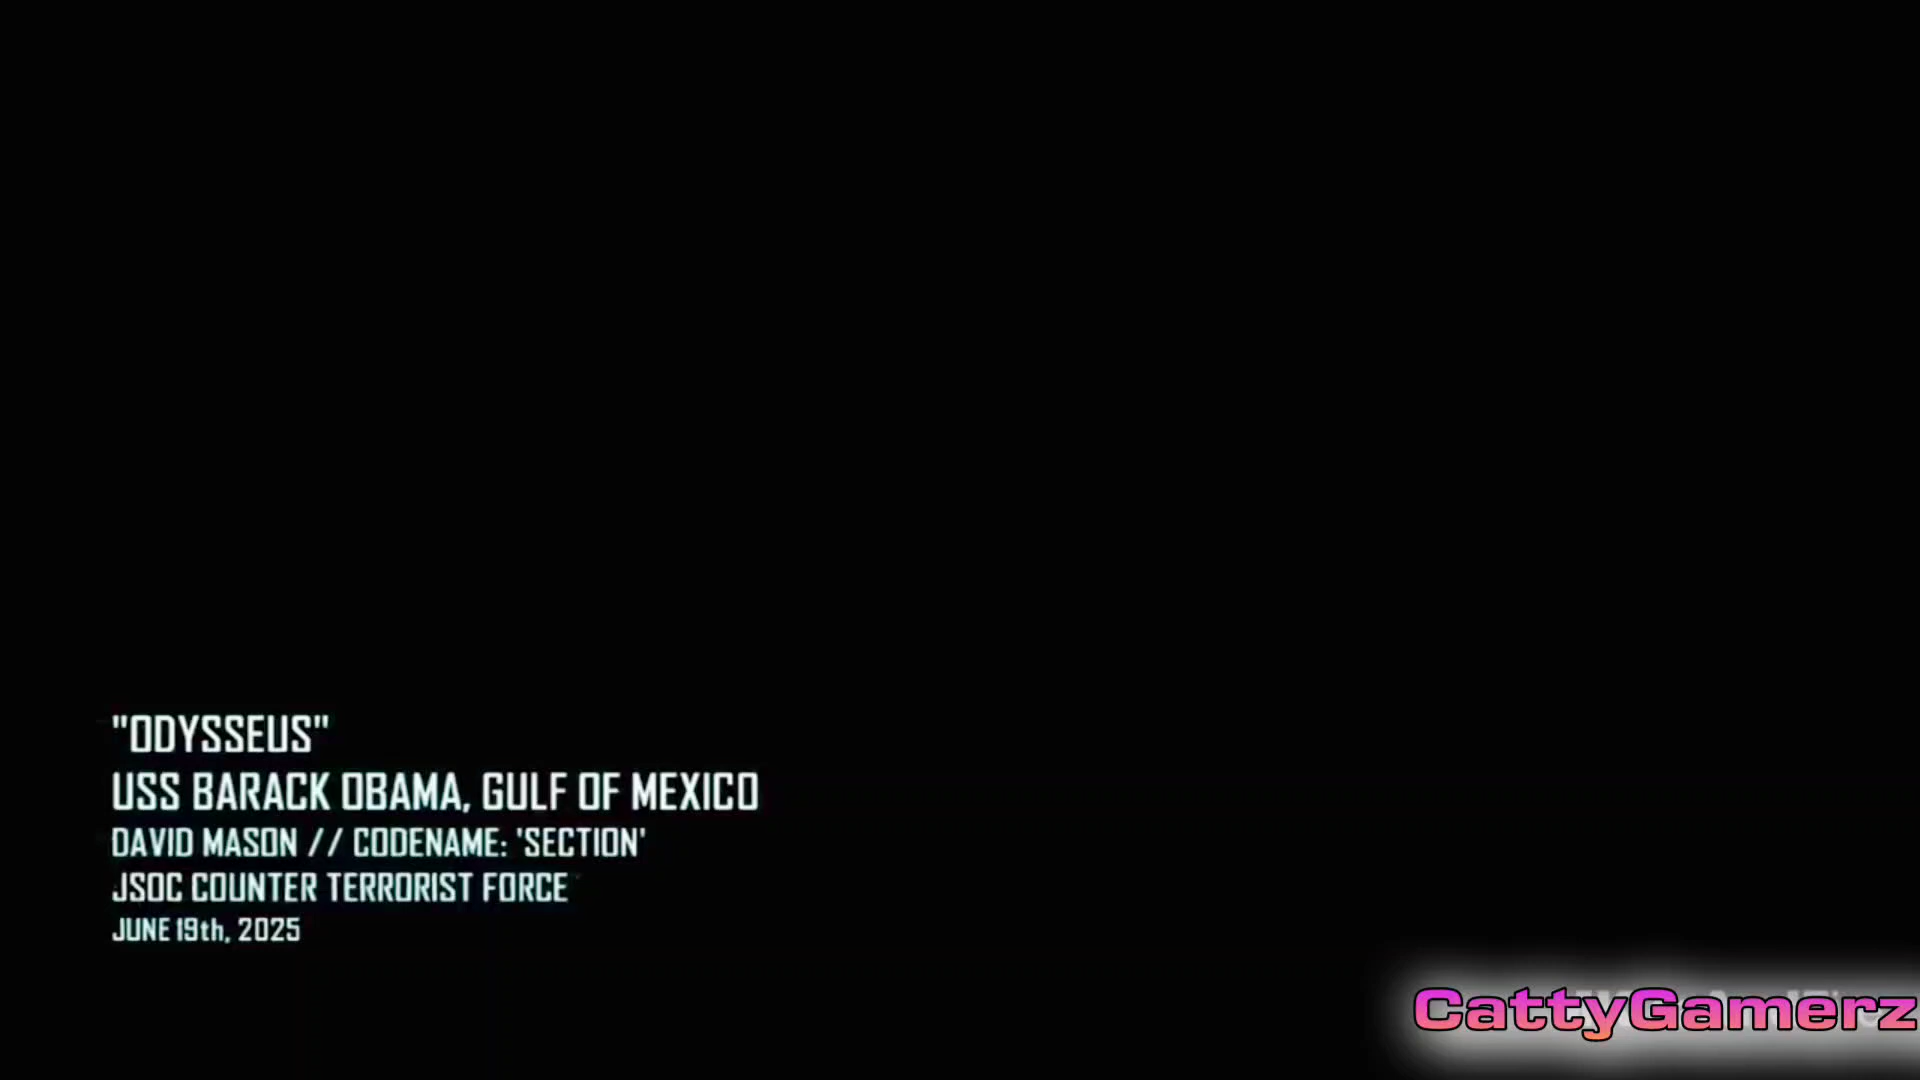 "ODYSSEUS"
USS BARACK OBAMA, GULF OF MEXICO
DAVID MASON // CODENAME: 'SECTION'
JSOC COUNTER TERRORIST FORCE
JUNE 19th, 2025
CattyGamerz